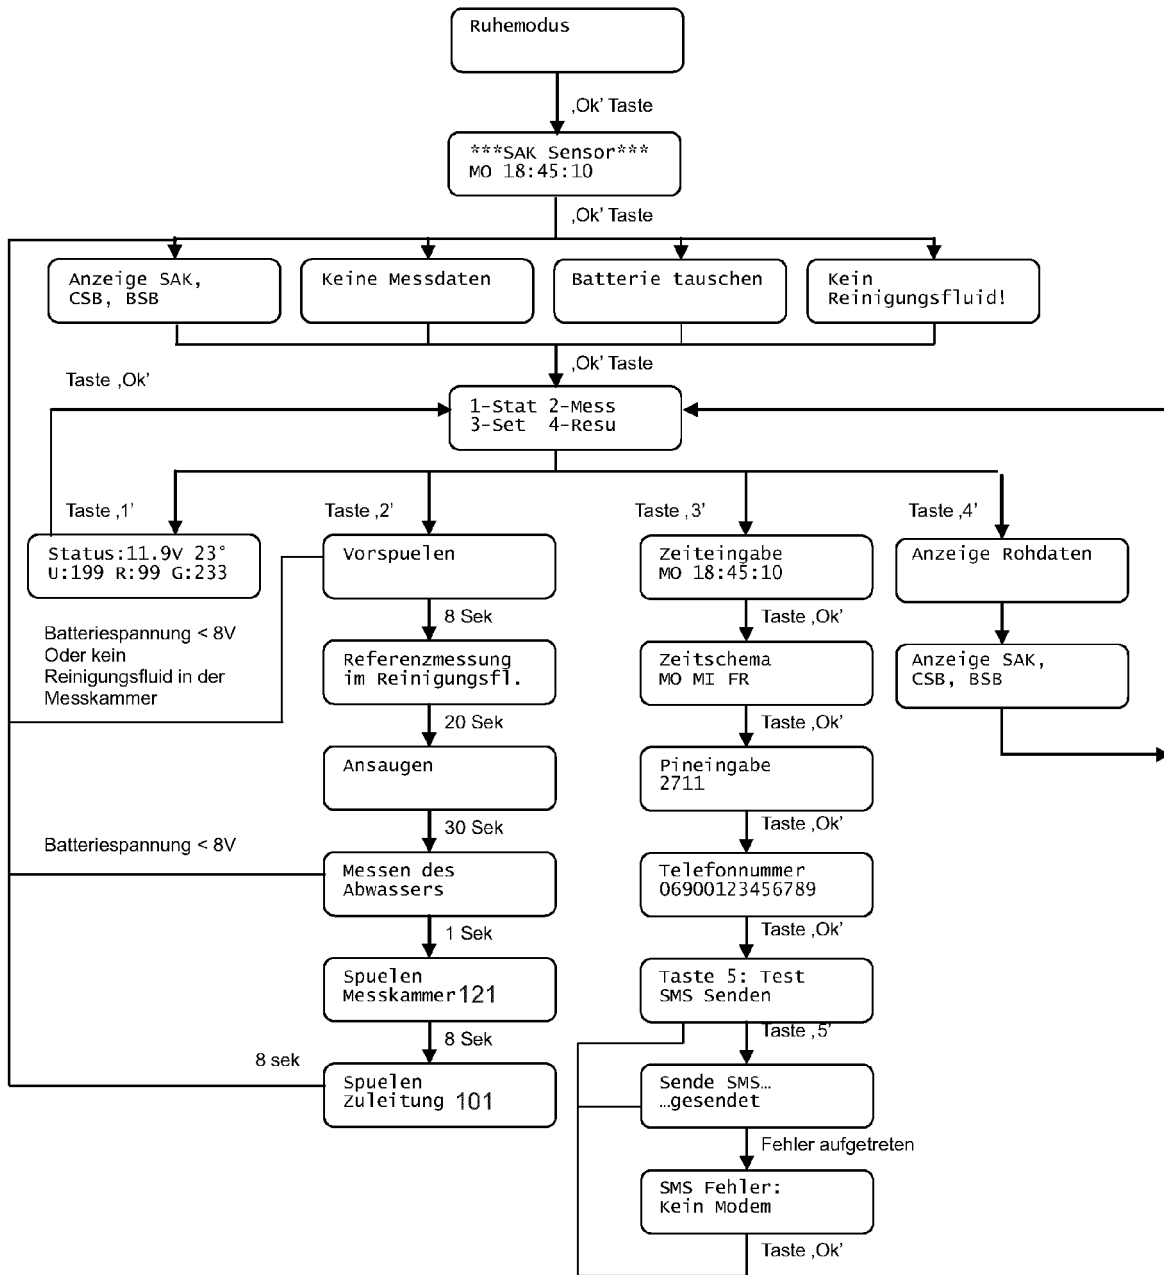 Ruhemodus
‚Ok’ Taste
***SAK Sensor***
MO 18:45:10
‚Ok’ Taste
Anzeige SAK,
CSB, BSB
Keine Messdaten
Batterie tauschen
Kein
Reinigungsfluid!
‚Ok’ Taste
Taste ‚Ok’
1-Stat 2-Mess
3-Set 4-Resu
Taste ‚1’
Taste ‚2’
Taste ‚3’
Taste ‚4’
Status:11.9V 23°
U:199 R:99 G:233
Vorspuelen
Zeiteingabe
MO 18:45:10
Anzeige Rohdaten
8 Sek
Taste ‚Ok’
Batteriespannung < 8V
Oder kein
Reinigungsfluid in der
Messkammer
Referenzmessung
im Reinigungsfl.
Zeitschema
MO MI FR
Anzeige SAK,
CSB, BSB
20 Sek
Taste ‚Ok’
Ansaugen
Pineingabe
2711
30 Sek
Taste ‚Ok’
Batteriespannung < 8V
Messen des
Abwassers
Telefonnummer
06900123456789
1 Sek
Taste ‚Ok’
Spuelen
Messkammer 121
Taste 5: Test
SMS Senden
8 Sek
Taste ‚5’
8 sek
Spuelen
Zuleitung 101
Sende SMS…
…gesendet
Fehler aufgetreten
SMS Fehler:
Kein Modem
Taste ‚Ok’